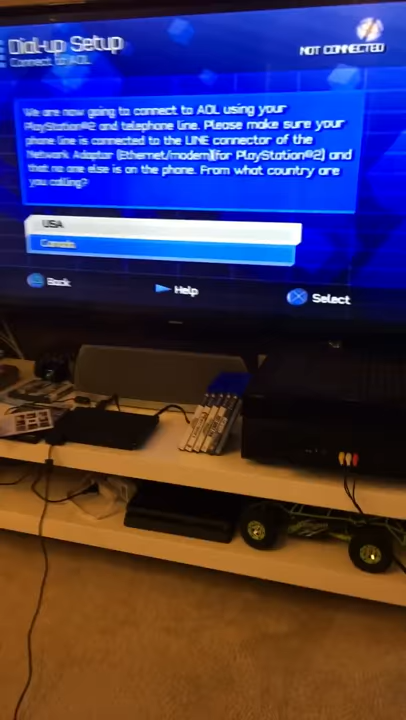 Dial-up Setup
Connect to AOL
NOT CONNECTED
We are now going to connect to AOL using your
PlayStation®2 and telephone line. Please make sure your
phone line is connected to the LINE connector of the
Network Adaptor (Ethernet/modem)(for PlayStation®2) and
that no one else is on the phone. From what country are
you calling?
USA
Canada
Back
Help
Select